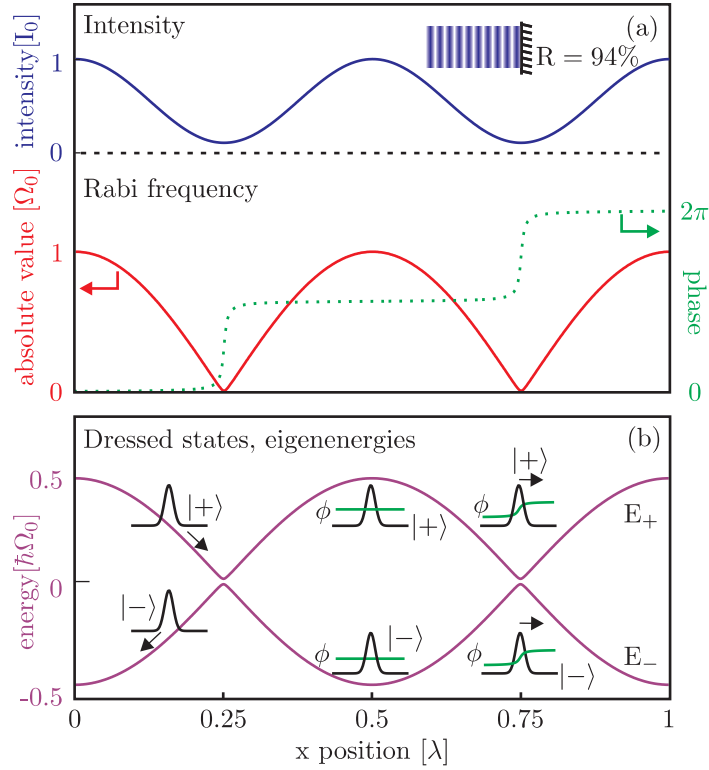 Intensity
(a)
R = 94%
intensity[I₀]
1
0
Rabi frequency
absolute value [Ω₀]
1
0
2π
phase
0
Dressed states, eigenenergies
(b)
energy[ℏΩ₀]
0.5
0
-0.5
|+⟩
ϕ
|+⟩
|+⟩
ϕ
E₊
|−⟩
ϕ
|−⟩
ϕ
|−⟩
E₋
0
0.25
0.5
0.75
1
x position [λ]